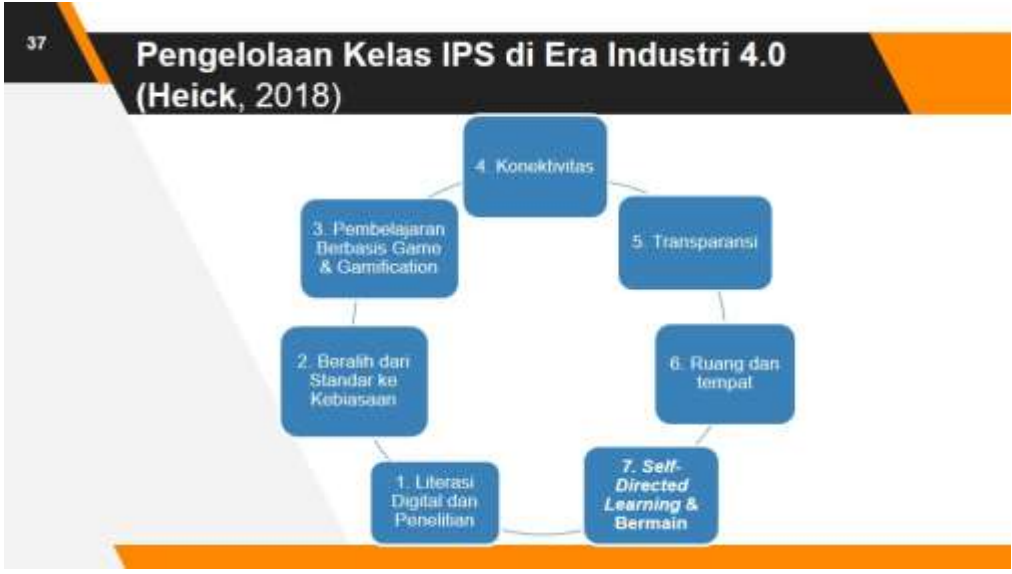 37
Pengelolaan Kelas IPS di Era Industri 4.0
(Heick, 2018)
4. Konektivitas
3. Pembelajaran
Berbasis Game
& Gamification
5. Transparansi
2. Beralih dari
Standar ke
Kebiasaan
6. Ruang dan
tempat
1. Literasi
Digital dan
Penelitian
7. Self-
Directed
Learning &
Bermain